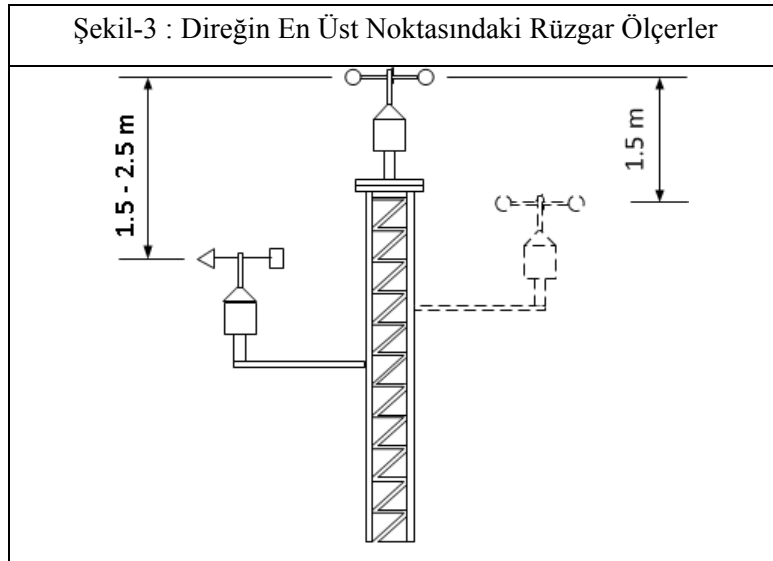 Şekil-3 : Direğin En Üst Noktasındaki Rüzgar Ölçerler
1.5 - 2.5 m
1.5 m